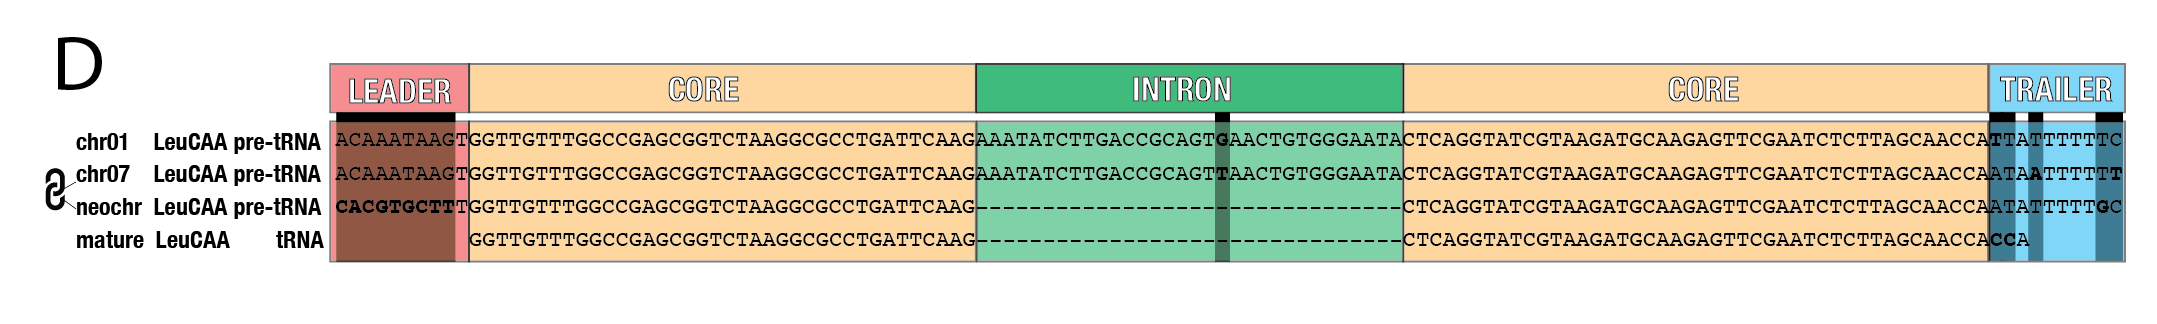 D
LEADER CORE INTRON CORE TRAILER
chr01 LeuCAA pre-tRNA ACAAATAAGTGGTTGTTTGGCCGAGCGGTCTAAGGCGCCTGATTCAAGAAATATCTTGACCGCAGTGAACTGTGGGAATACTCAGGTATCGTAAGATGCAAGAGTTCGAATCTCTTAGCAACCATTATTTTTTC
chr07 LeuCAA pre-tRNA ACAAATAAGTGGTTGTTTGGCCGAGCGGTCTAAGGCGCCTGATTCAAGAAATATCTTGACCGCAGTTAACTGTGGGAATACTCAGGTATCGTAAGATGCAAGAGTTCGAATCTCTTAGCAACCAATAATTTTTT
neochr LeuCAA pre-tRNA CACGTGCTTTGGTTGTTTGGCCGAGCGGTCTAAGGCGCCTGATTCAAG--------------------------------CTCAGGTATCGTAAGATGCAAGAGTTCGAATCTCTTAGCAACCAATATTTTTGC
mature LeuCAA tRNA GGTTGTTTGGCCGAGCGGTCTAAGGCGCCTGATTCAAG--------------------------------CTCAGGTATCGTAAGATGCAAGAGTTCGAATCTCTTAGCAACCACCA